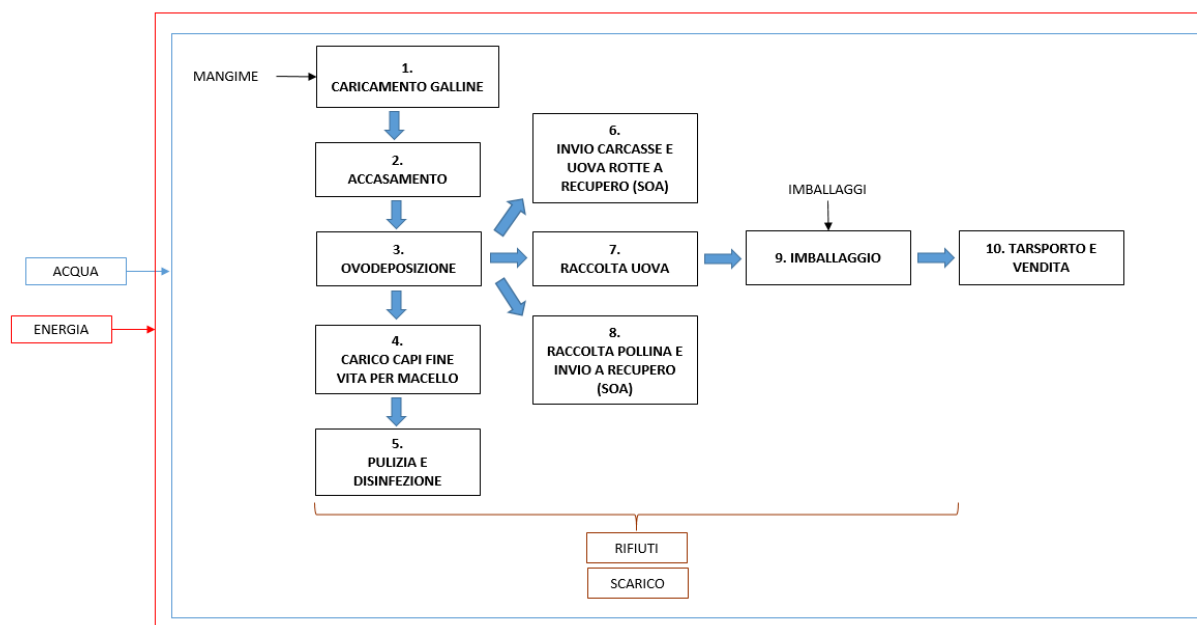 MANGIME
1.
CARICAMENTO GALLINE
2.
ACCASAMENTO
3.
OVODEPOSIZIONE
4.
CARICO CAPI FINE
VITA PER MACELLO
5.
PULIZIA E
DISINFEZIONE
6.
INVIO CARCASSE E
UOVA ROTTE A
RECUPERO (SOA)
7.
RACCOLTA UOVA
8.
RACCOLTA POLLINA E
INVIO A RECUPERO
(SOA)
IMBALLAGGI
9. IMBALLAGGIO
10. TARSPORTO E
VENDITA
ACQUA
ENERGIA
RIFIUTI
SCARICO